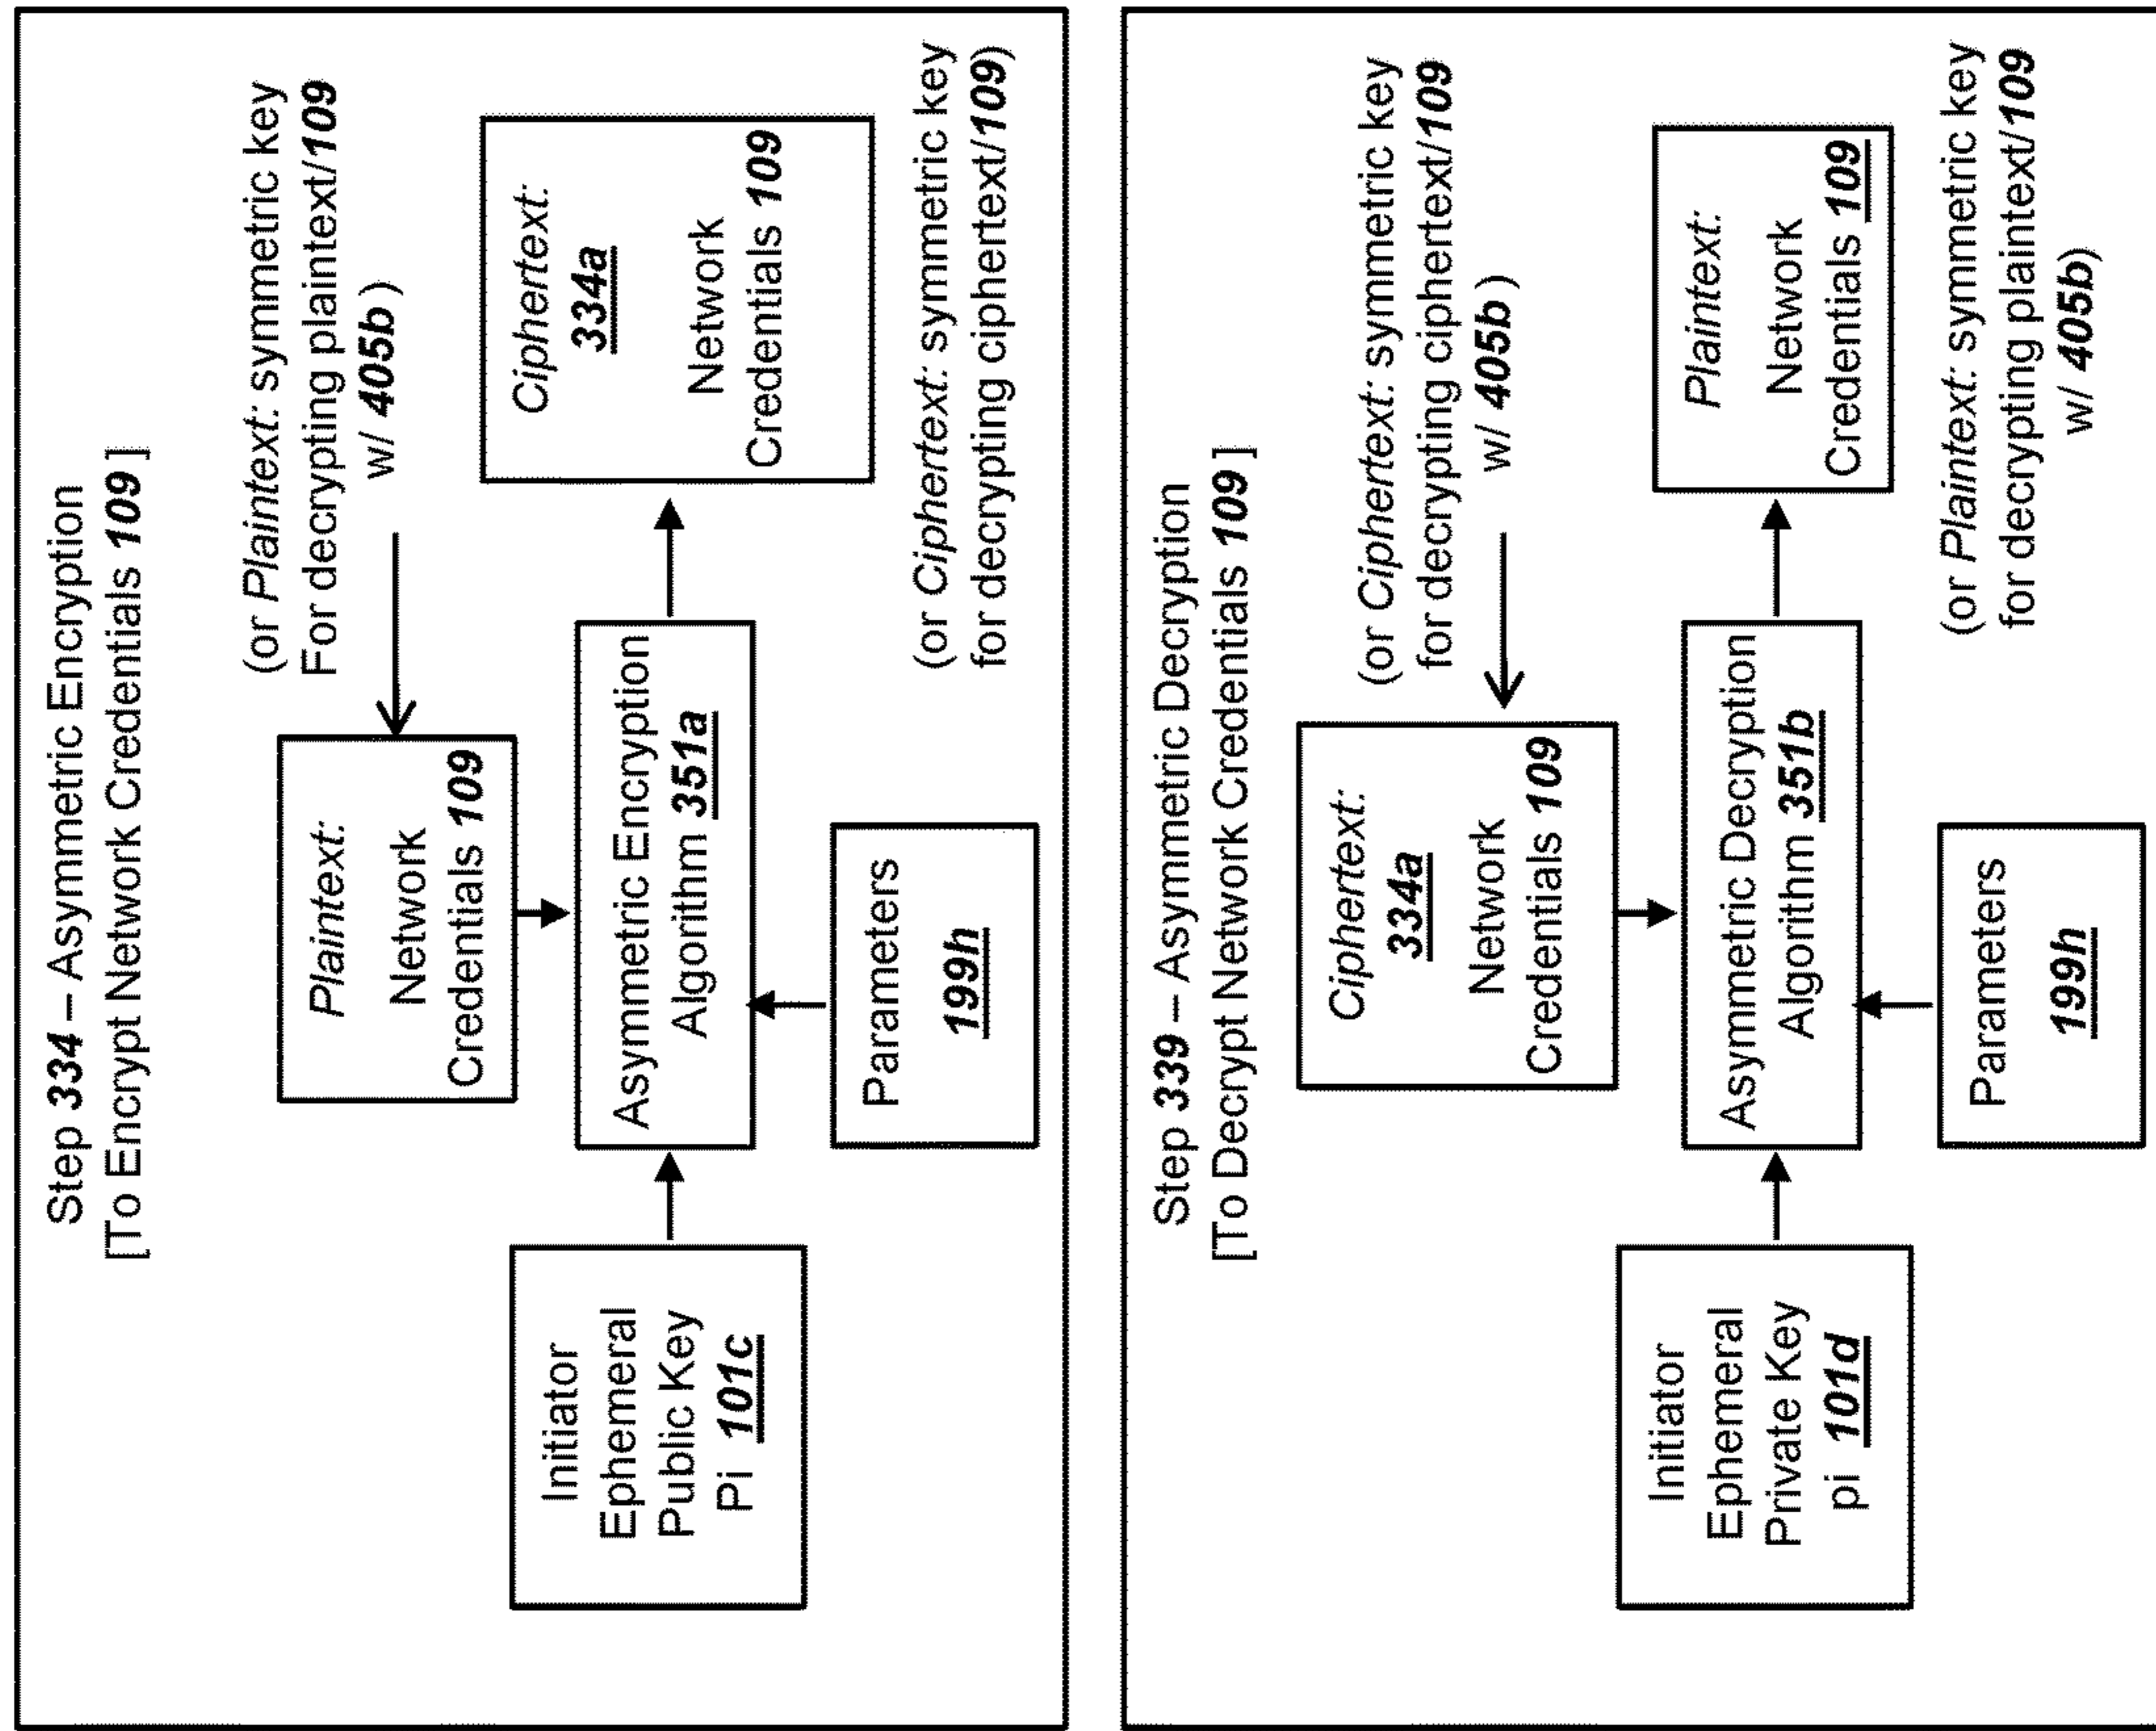 Step 334 – Asymmetric Encryption
[To Encrypt Network Credentials 109 ]
(or Plaintext: symmetric key
For decrypting plaintext/109
w/ 405b )
Plaintext:
Network
Credentials 109
Initiator
Ephemeral
Public Key
Pi 101c
Asymmetric Encryption
Algorithm 351a
Ciphertext:
334a
Network
Credentials 109
Parameters
199h
(or Ciphertext: symmetric key
for decrypting ciphertext/109)
Step 339 – Asymmetric Decryption
[To Decrypt Network Credentials 109 ]
(or Ciphertext: symmetric key
for decrypting ciphertext/109
w/ 405b )
Ciphertext:
334a
Network
Credentials 109
Initiator
Ephemeral
Private Key
pi 101d
Asymmetric Decryption
Algorithm 351b
Plaintext:
Network
Credentials 109
Parameters
199h
(or Plaintext: symmetric key
for decrypting plaintext/109
w/ 405b)